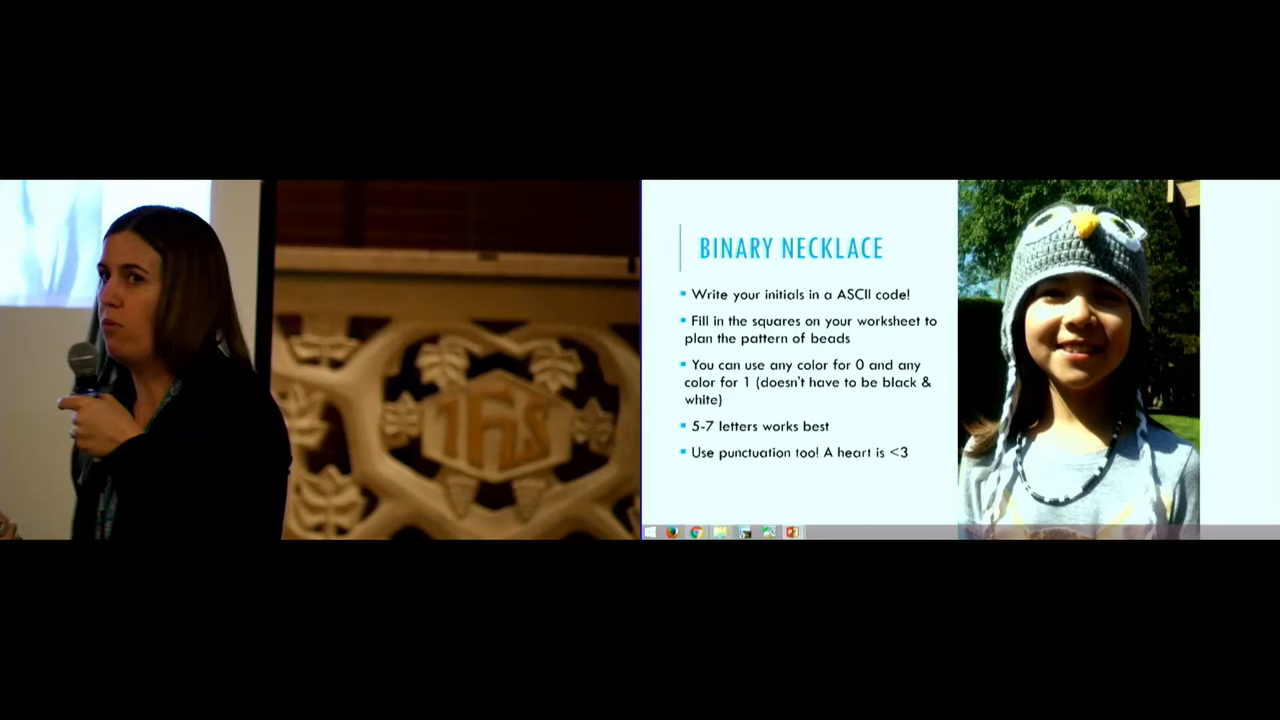 IHS
BINARY NECKLACE
Write your initials in a ASCII code!
Fill in the squares on your worksheet to
plan the pattern of beads
You can use any color for 0 and any
color for 1 (doesn't have to be black &
white)
5-7 letters works best
Use punctuation too! A heart is <3